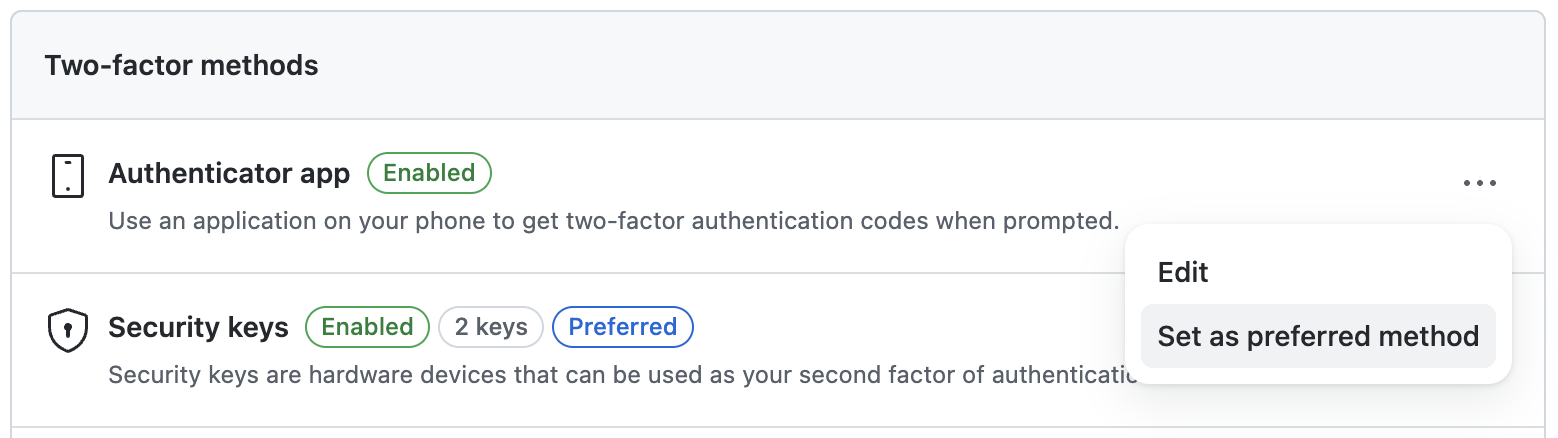 Two-factor methods
Authenticator app Enabled
Use an application on your phone to get two-factor authentication codes when prompted.
Edit
Set as preferred method
Security keys Enabled 2 keys Preferred
Security keys are hardware devices that can be used as your second factor of